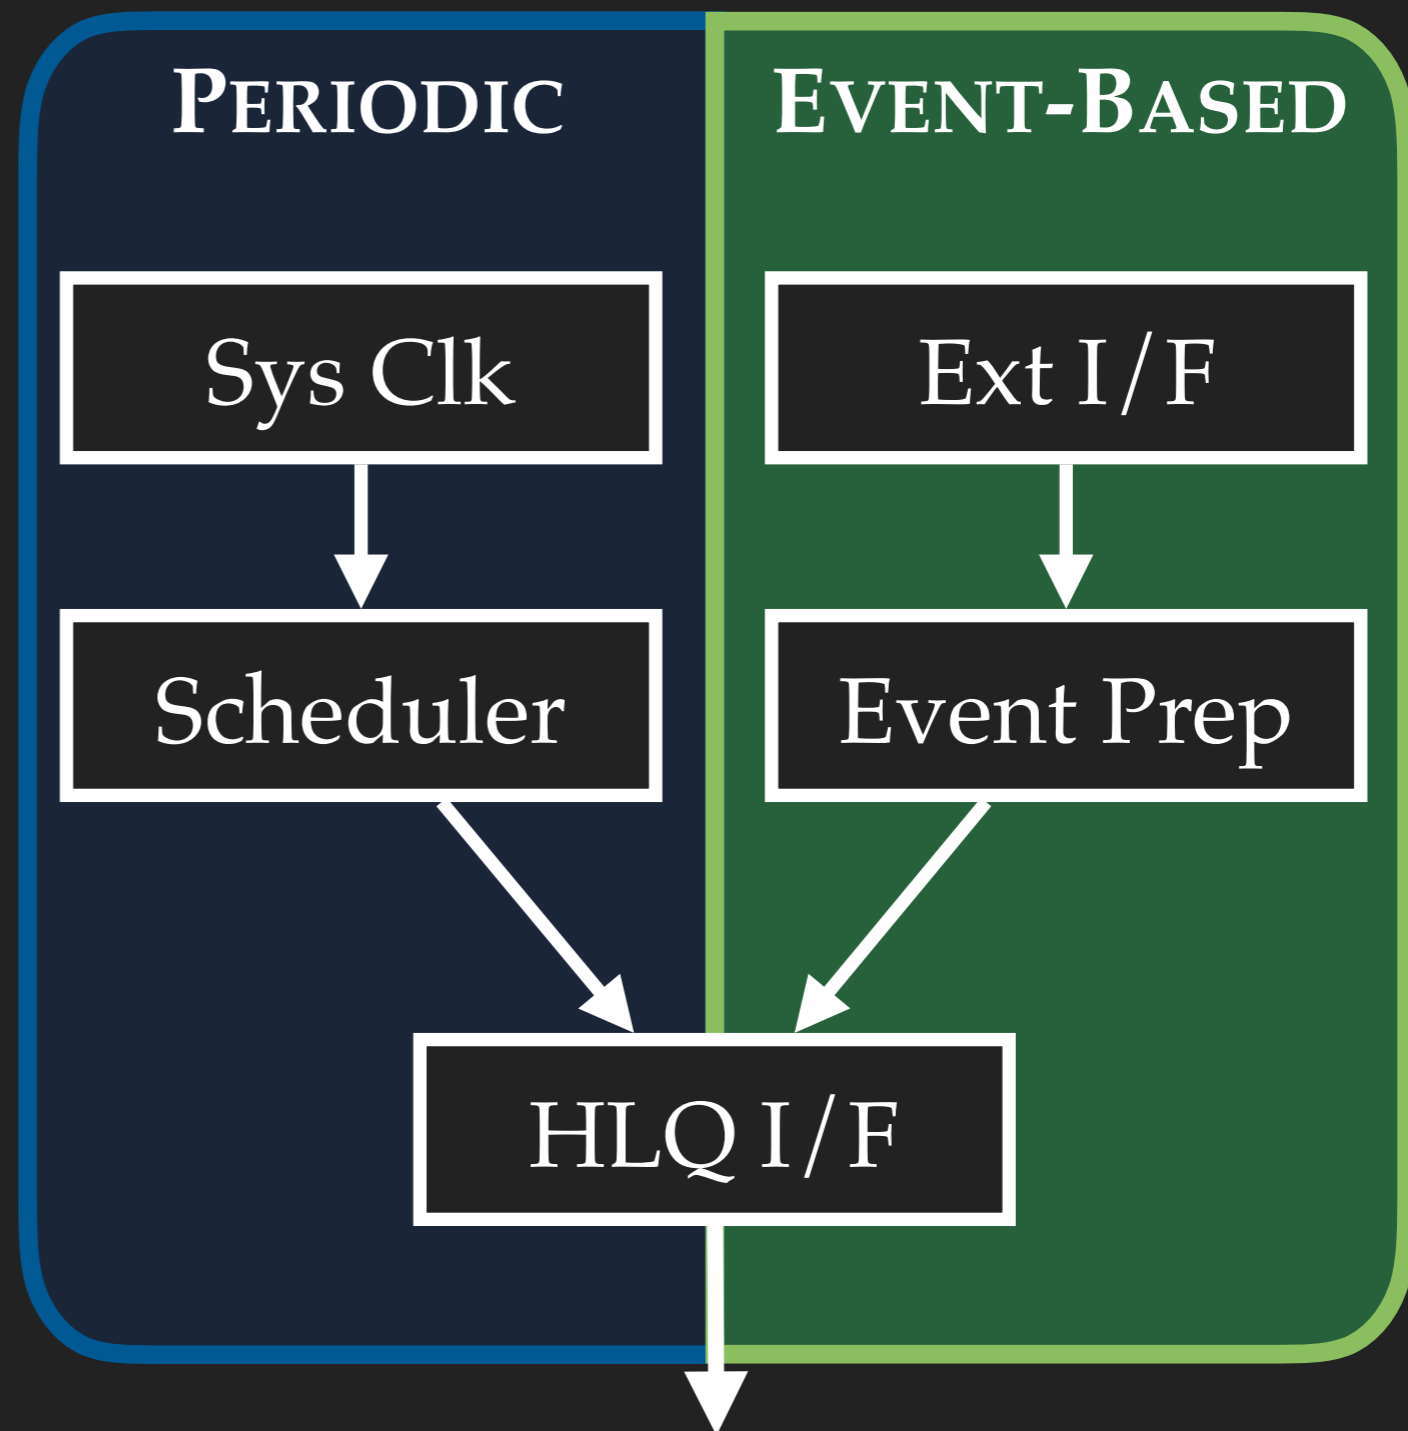 PERIODIC
EVENT-BASED
Sys Clk
Ext I/F
Scheduler
Event Prep
HLQ I/F